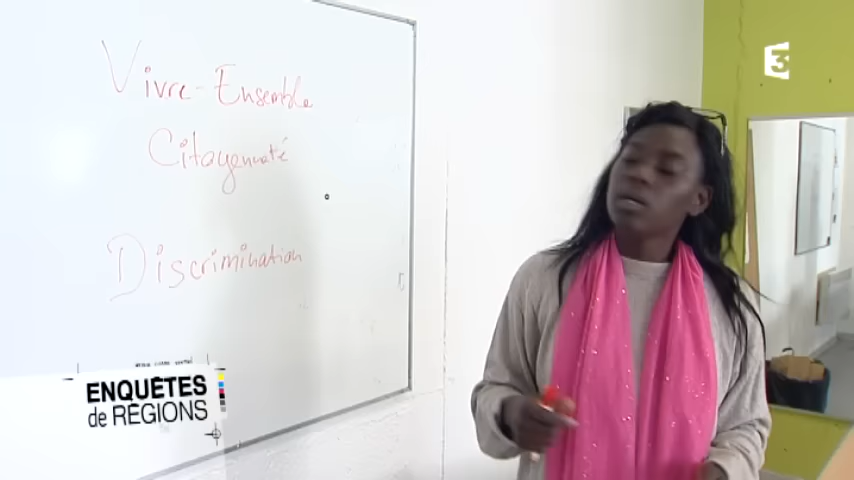 3
Vivre-Ensemble
Citoyenneté
Discrimination
ENQUÊTES
de RÉGIONS